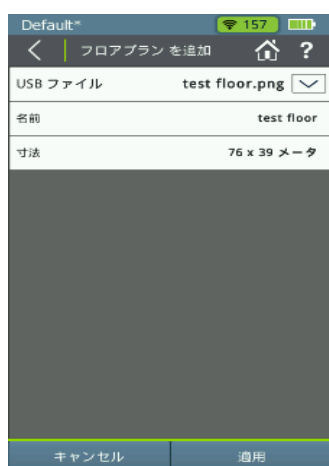 Default*
157
フロアプラン を追加
?
USB ファイル
test floor.png
名前
test floor
寸法
76 x 39 メータ
キャンセル
適用